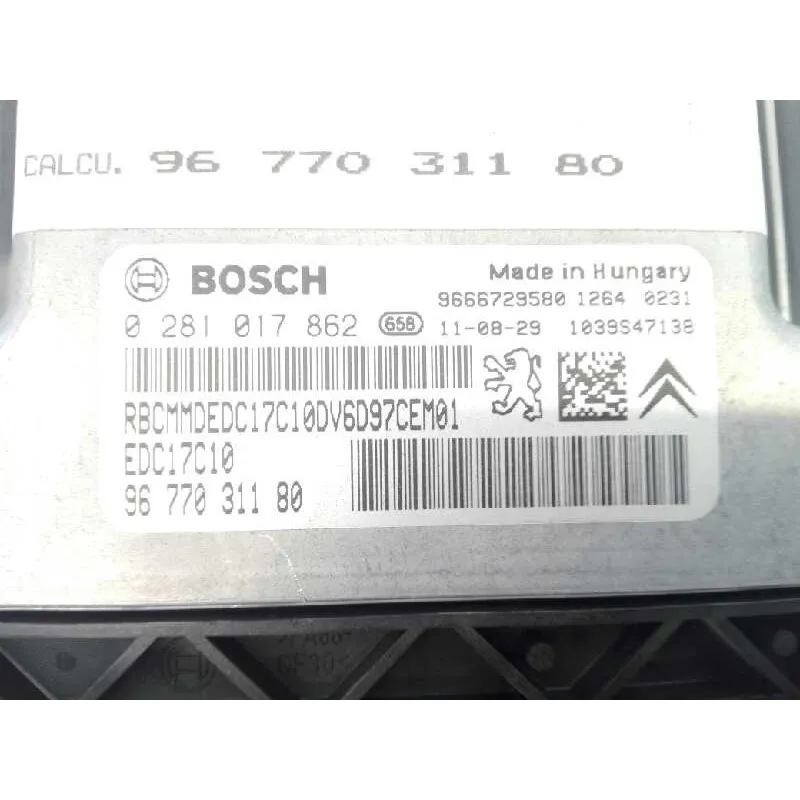 CALCU. 96 770 311 80
BOSCH
Made in Hungary
9666729580 1264 0231
0 281 017 862 658
11-08-29 1039S47138
RBCMMDEDC17C10DV6D97CEM01
EDC17C10
96 770 311 80